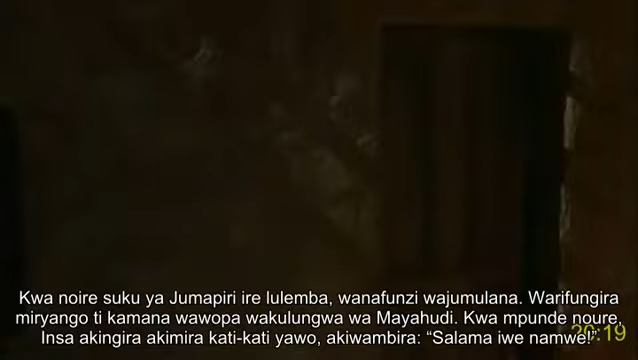 Kwa noire suku ya Jumapiri ire lulemba, wanafunzi wajumulana. Warifungira
miryango ti kamana wawopa wakulungwa wa Mayahudi. Kwa mpunde noure,
Insa akingira akimira kati-kati yawo, akiwambira: “Salama iwe namwe!”
20:19